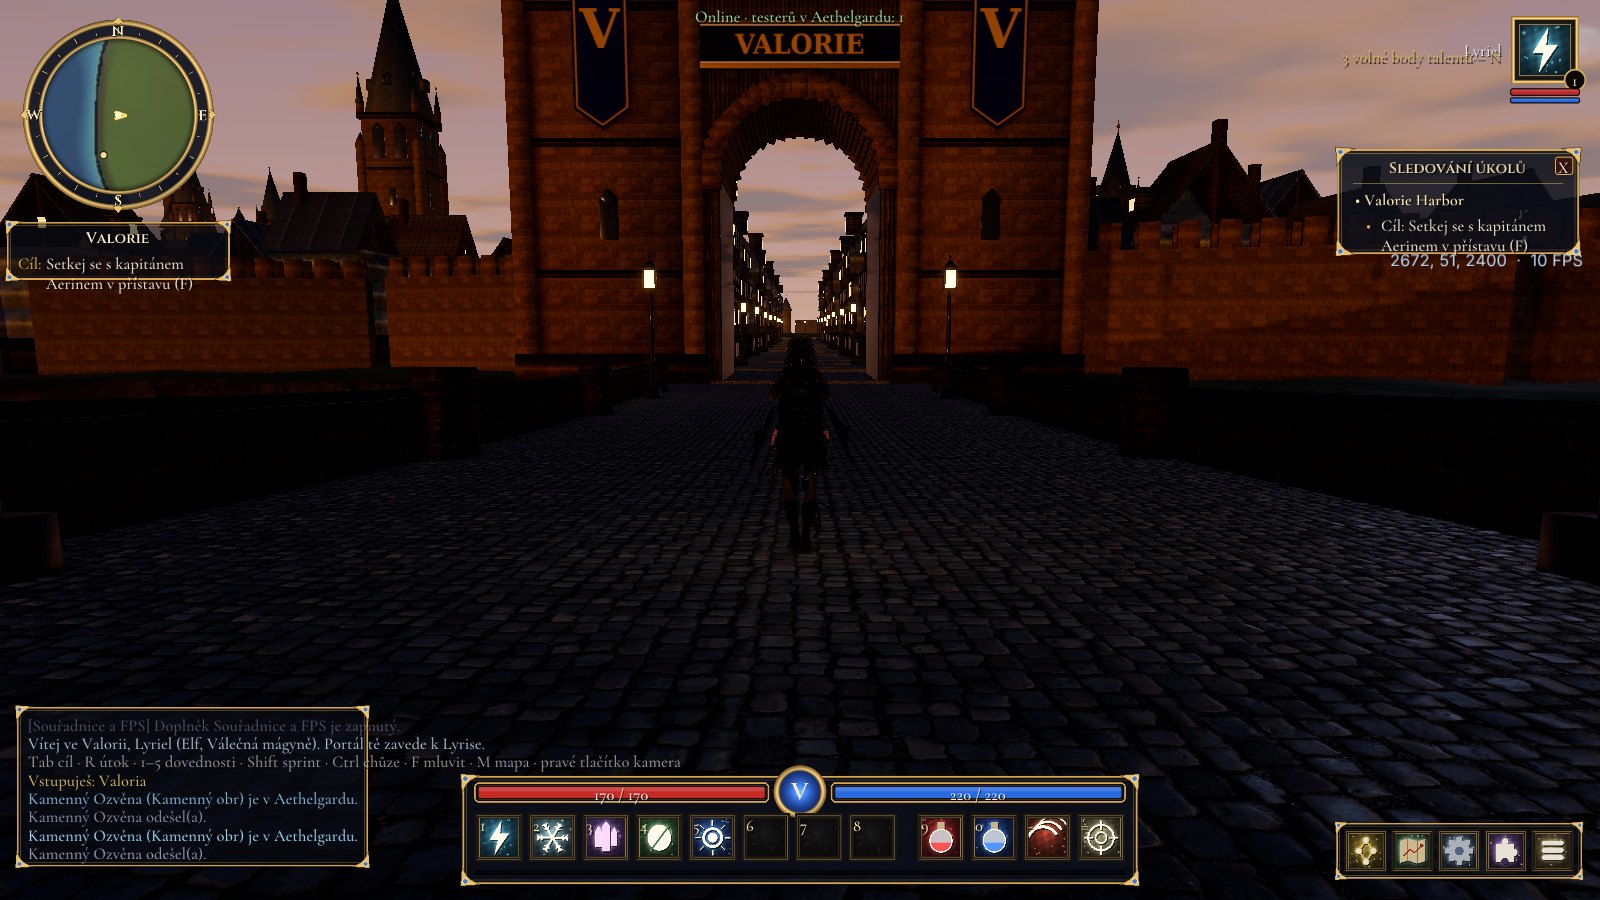 Online · testerů v Aethelgardu: 1
V
VALORIE
V
N
W
E
S
Lyriel
3 volné body talentů – N
1
Valorie
Cíl: Setkej se s kapitánem
Aerinem v přístavu (F)
Sledování úkolů
X
• Valorie Harbor
• Cíl: Setkej se s kapitánem
Aerinem v přístavu (F)
2672, 51, 2400 · 10 FPS
[Souřadnice a FPS] Doplněk Souřadnice a FPS je zapnutý.
Vítej ve Valorii, Lyriel (Elf, Válečná mágyně). Portál tě zavede k Lyrise.
Tab cíl · R útok · 1–5 dovednosti · Shift sprint · Ctrl chůze · F mluvit · M mapa · pravé tlačítko kamera
Vstupuješ: Valoria
Kamenný Ozvěna (Kamenný obr) je v Aethelgardu.
Kamenný Ozvěna odešel(a).
Kamenný Ozvěna (Kamenný obr) je v Aethelgardu.
Kamenný Ozvěna odešel(a).
170 / 170
V
220 / 220
1 2 3 4 5 6 7 8 9 0